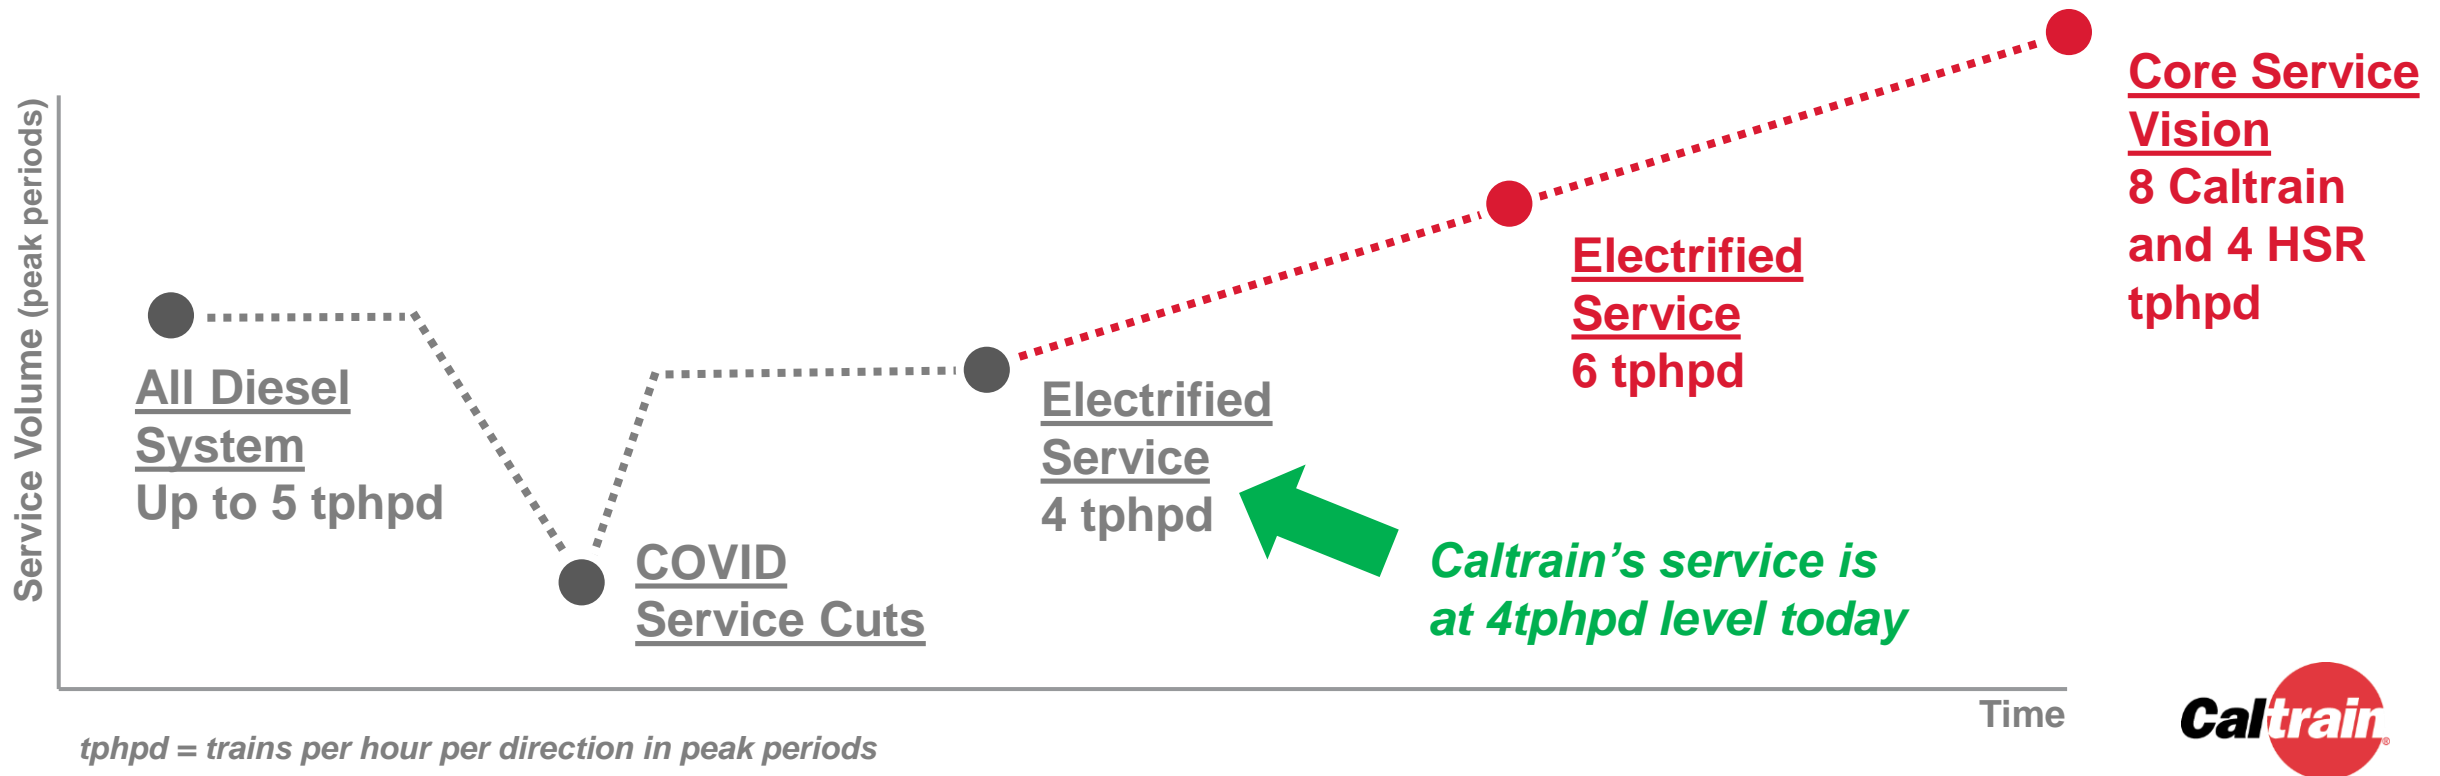 Service Volume (peak periods)
All Diesel
System
Up to 5 tphpd
COVID
Service Cuts
Electrified
Service
4 tphpd
Caltrain’s service is
at 4tphpd level today
Electrified
Service
6 tphpd
Core Service
Vision
8 Caltrain
and 4 HSR
tphpd
Time
tphpd = trains per hour per direction in peak periods
Caltrain®